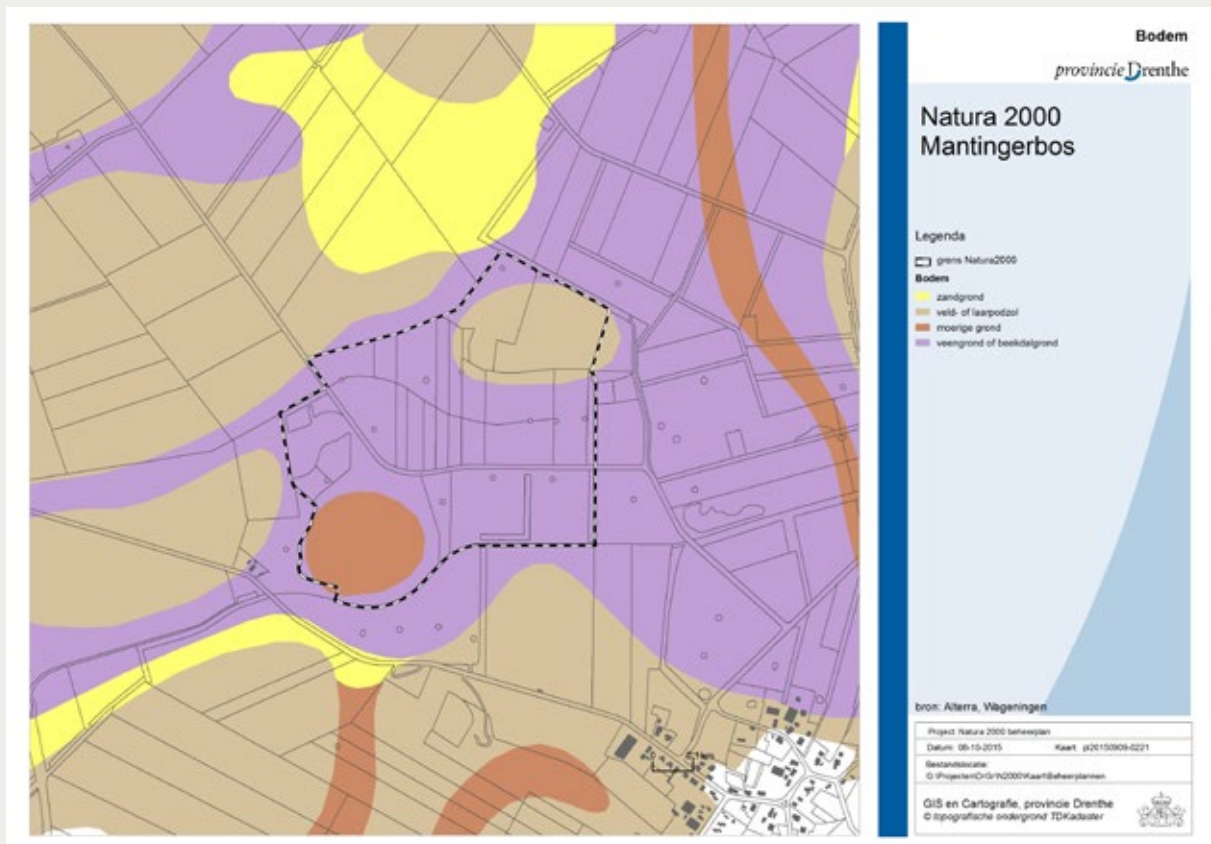 Bodem
provincie Drenthe
Natura 2000
Mantingerbos
Legenda
grens Natura2000
Bodem
zandgrond
veld- of laarpodzol
moerige grond
veengrond of beekdalgrond
bron: Alterra, Wageningen
Project: Natura 2000 beheerplan
Datum: 06-10-2015 Kaart: pl20150909-0221
Bestandslocatie:
GIS en Cartografie, provincie Drenthe
© topografische ondergrond TDKadaster